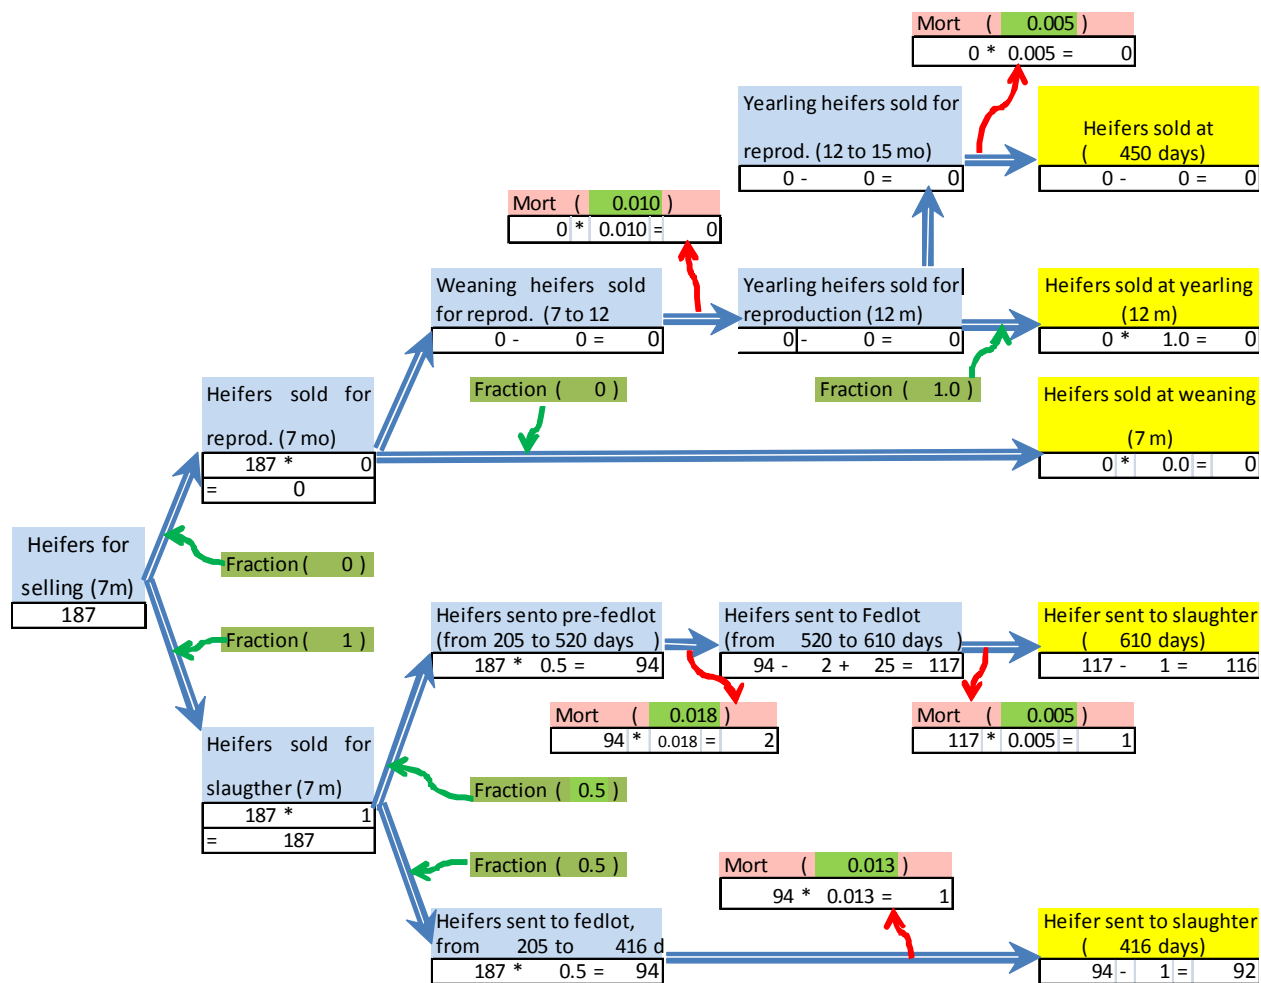 Mort ( 0.005 )
0 * 0.005 = 0
Yearling heifers sold for
reprod. (12 to 15 mo)
0 - 0 = 0
Heifers sold at
( 450 days)
0 - 0 = 0
Mort ( 0.010 )
0 * 0.010 = 0
Weaning heifers sold
for reprod. (7 to 12
0 - 0 = 0
Yearling heifers sold for
reproduction (12 m)
0 - 0 = 0
Heifers sold at yearling
(12 m)
0 * 1.0 = 0
Heifers sold for
reprod. (7 mo)
187 * 0
= 0
Fraction ( 0 )
Fraction ( 1.0 )
Heifers sold at weaning
(7 m)
0 * 0.0 = 0
Heifers for
selling (7m)
187
Fraction ( 0 )
Fraction ( 1 )
Heifers sento pre-fedlot
(from 205 to 520 days )
187 * 0.5 = 94
Heifers sent to Fedlot
(from 520 to 610 days )
94 - 2 + 25 = 117
Heifer sent to slaughter
( 610 days)
117 - 1 = 116
Mort ( 0.018 )
94 * 0.018 = 2
Mort ( 0.005 )
117 * 0.005 = 1
Heifers sold for
slaugther (7 m)
187 * 1
= 187
Fraction ( 0.5 )
Fraction ( 0.5 )
Mort ( 0.013 )
94 * 0.013 = 1
Heifers sent to fedlot,
from 205 to 416 d
187 * 0.5 = 94
Heifer sent to slaughter
( 416 days)
94 - 1 = 92